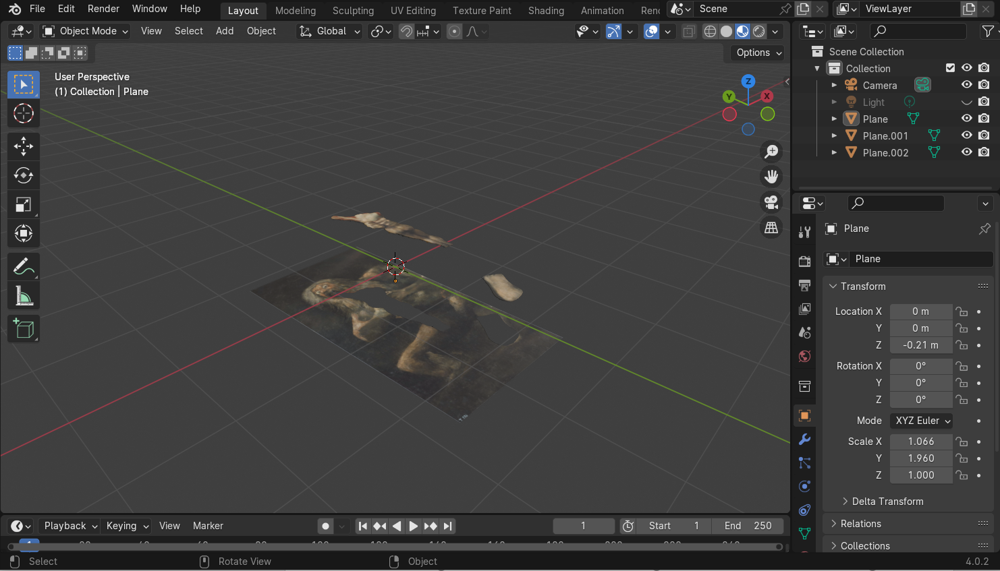 File Edit Render Window Help Layout Modeling Sculpting UV Editing Texture Paint Shading Animation Scene ViewLayer
Object Mode View Select Add Object Global
Options
User Perspective
(1) Collection | Plane
Z
Y
X
Scene Collection
Collection
Camera
Light
Plane
Plane.001
Plane.002
Plane
Plane
Transform
Location X 0 m
Y 0 m
Z -0.21 m
Rotation X 0°
Y 0°
Z 0°
Mode XYZ Euler
Scale X 1.066
Y 1.960
Z 1.000
Delta Transform
Relations
Collections
Playback Keying View Marker 1 Start 1 End 250
Select Rotate View Object 4.0.2